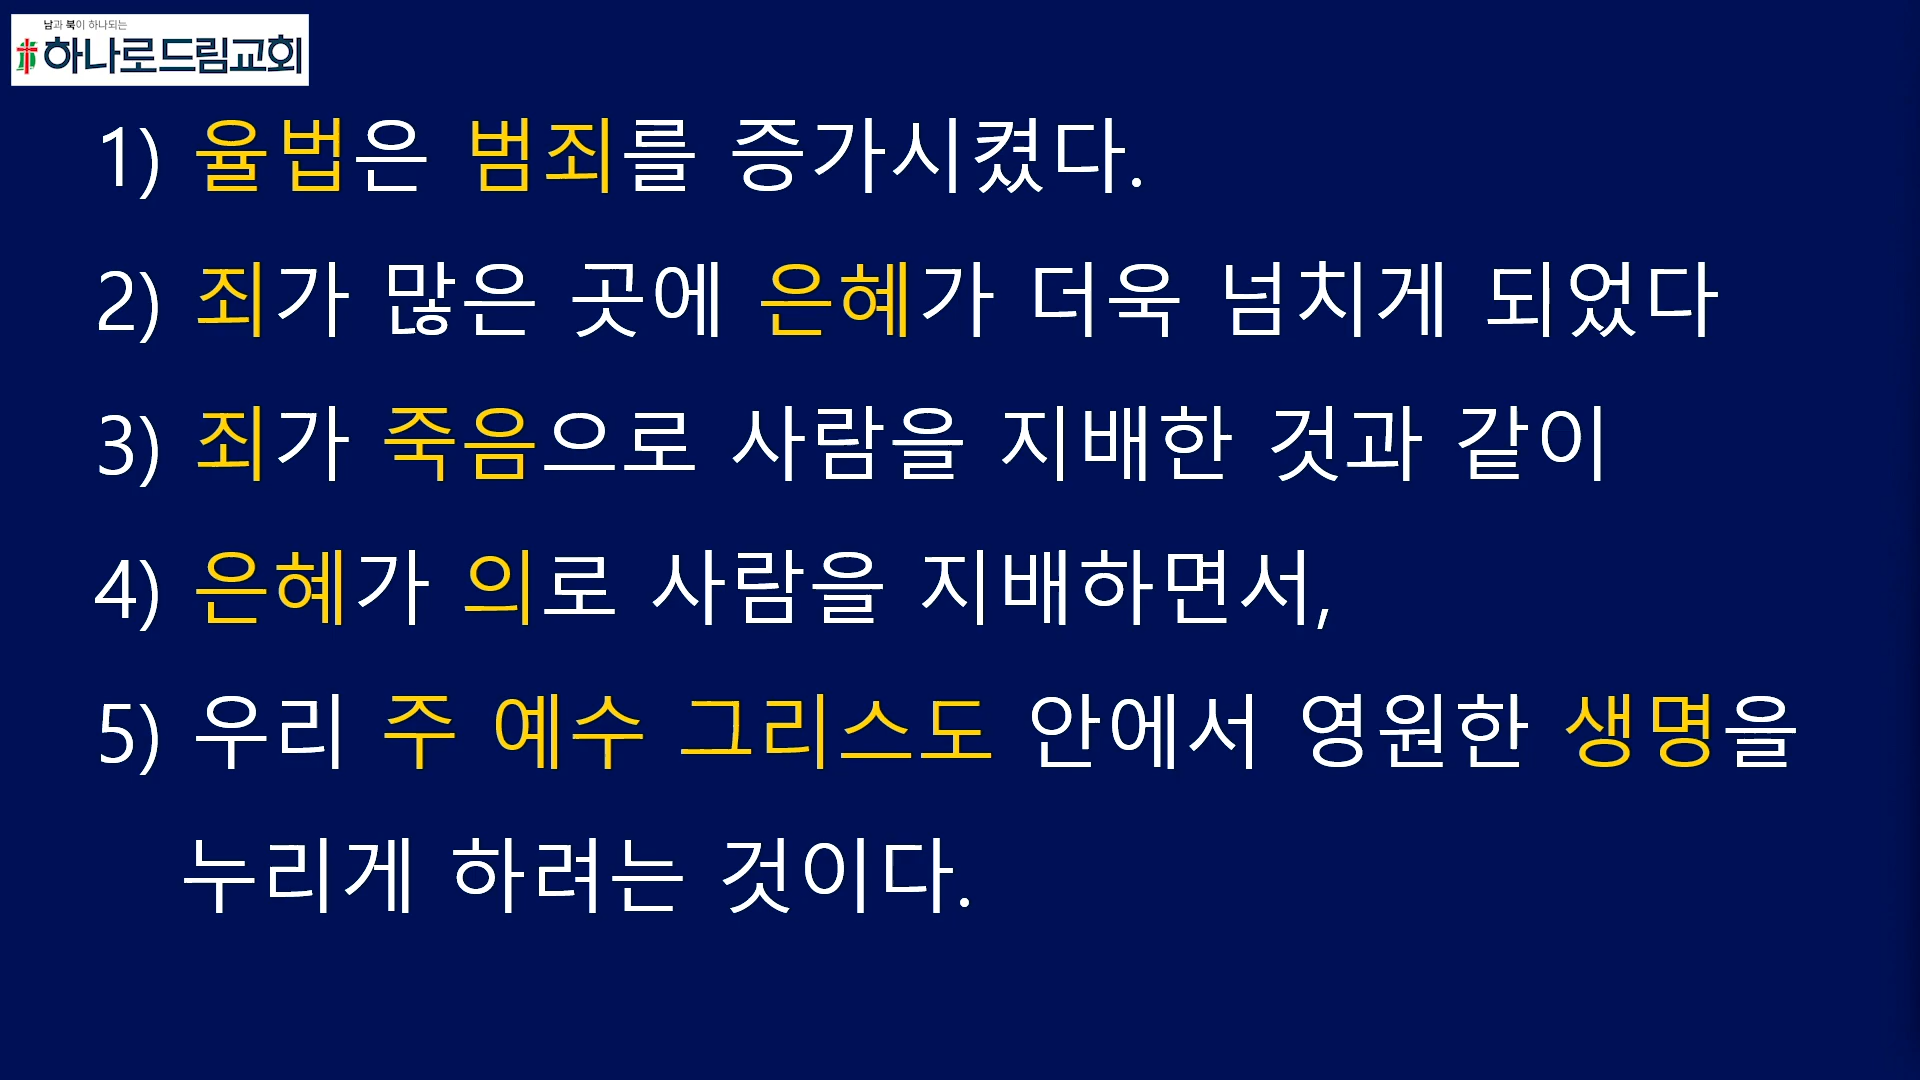 남과 북이 하나되는
하나로드림교회
1) 율법은 범죄를 증가시켰다.
2) 죄가 많은 곳에 은혜가 더욱 넘치게 되었다
3) 죄가 죽음으로 사람을 지배한 것과 같이
4) 은혜가 의로 사람을 지배하면서,
5) 우리 주 예수 그리스도 안에서 영원한 생명을
누리게 하려는 것이다.